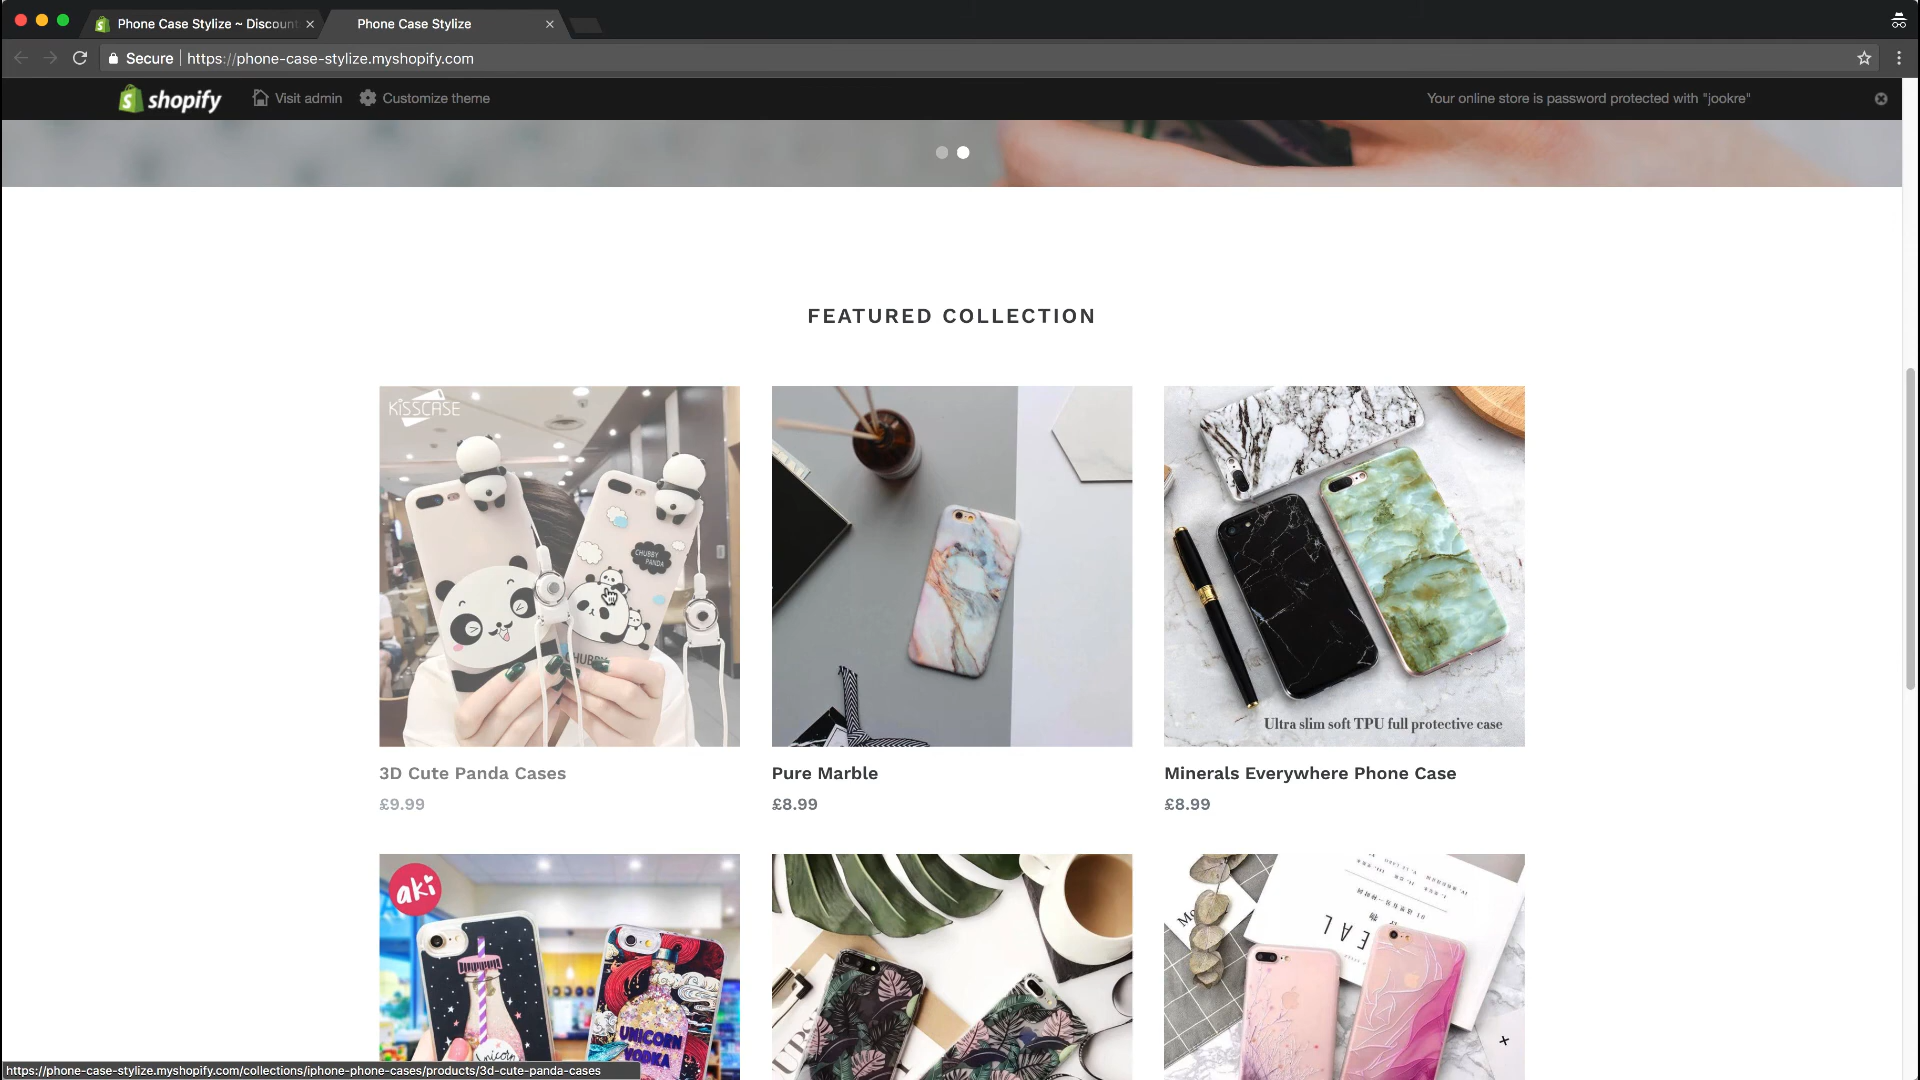 Phone Case Stylize ~ Discount
Phone Case Stylize
Secure
https://phone-case-stylize.myshopify.com
shopify
Visit admin
Customize theme
Your online store is password protected with "jookre"
FEATURED COLLECTION
KISSCASE
CHUBBY
PANDA
CHUBBY
Ultra slim soft TPU full protective case
3D Cute Panda Cases
Pure Marble
Minerals Everywhere Phone Case
£9.99
£8.99
£8.99
aki
UNICORN
VODKA
Unicorn
https://phone-case-stylize.myshopify.com/collections/iphone-phone-cases/products/3d-cute-panda-cases